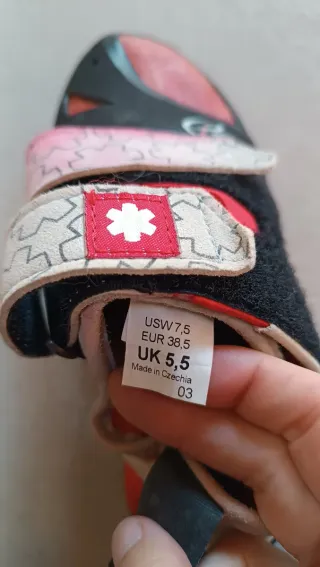 USW 7,5
EUR 38,5
UK 5,5
Made in Czechia
03